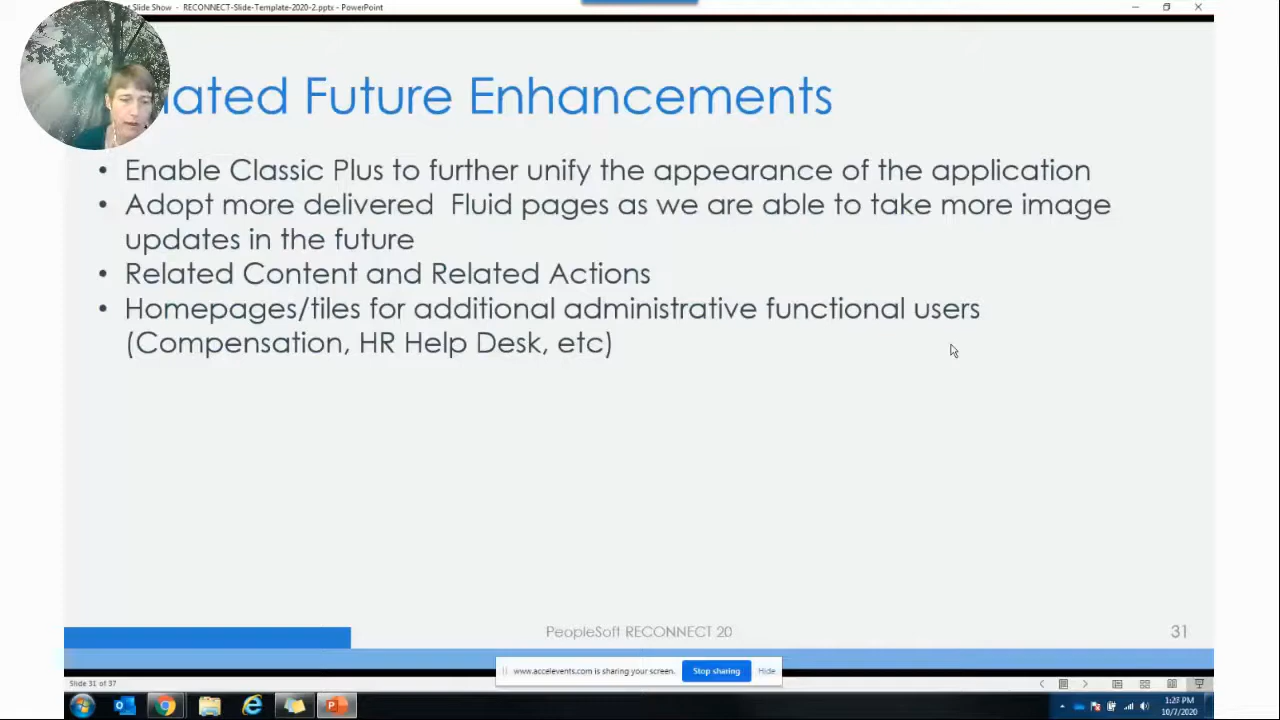 Slide Show - RECONNECT-Slide-Template-2020-2.pptx - PowerPoint
Future Enhancements
• Enable Classic Plus to further unify the appearance of the application
• Adopt more delivered Fluid pages as we are able to take more image
updates in the future
• Related Content and Related Actions
• Homepages/tiles for additional administrative functional users
(Compensation, HR Help Desk, etc)
PeopleSoft RECONNECT 20
31
www.accelevents.com is sharing your screen.
Stop sharing
Hide
Slide 31 of 37
1:27 PM
10/7/2020